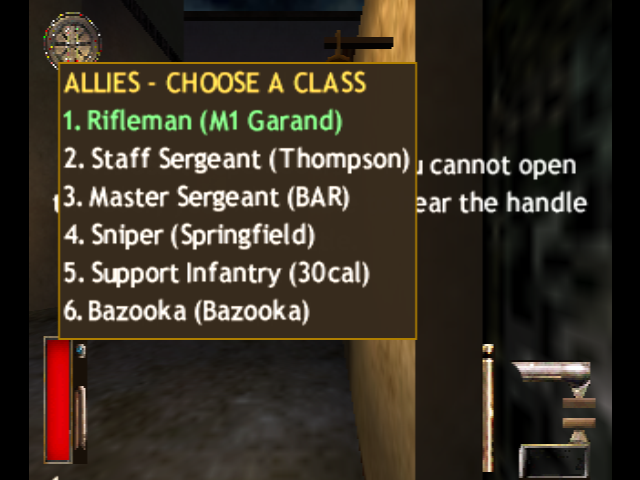 ALLIES - CHOOSE A CLASS
1. Rifleman (M1 Garand)
2. Staff Sergeant (Thompson)
cannot open
3. Master Sergeant (BAR)
the handle
4. Sniper (Springfield)
5. Support Infantry (30cal)
6. Bazooka (Bazooka)